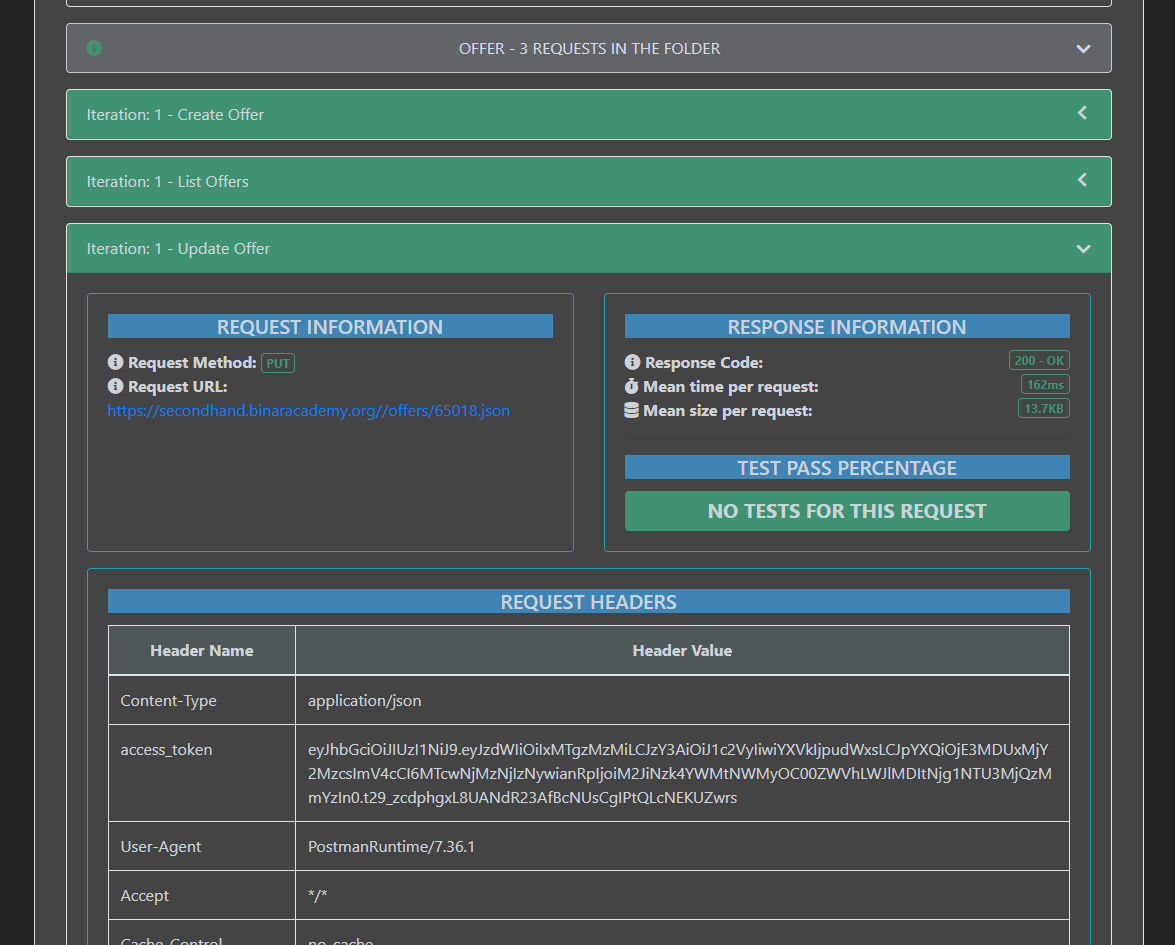 OFFER - 3 REQUESTS IN THE FOLDER
Iteration: 1 - Create Offer
Iteration: 1 - List Offers
Iteration: 1 - Update Offer
REQUEST INFORMATION
Request Method: PUT
Request URL:
https://secondhand.binaracademy.org//offers/65018.json
RESPONSE INFORMATION
Response Code: 200 - OK
Mean time per request: 162ms
Mean size per request: 13.7KB
TEST PASS PERCENTAGE
NO TESTS FOR THIS REQUEST
REQUEST HEADERS
Header Name Header Value
Content-Type application/json
access_token eyJhbGciOiJIUzI1NiJ9.eyJzdWIiOiIxMTgzMzMiLCJzY3AiOiJ1c2VyIiwiYXVkIjpudWxsLCJpYXQiOjE3MDUxMjY
2MzcsImV4cCI6MTcwNjMzNjIzNywianRpIjoiM2JiNzk4YWMtNWMyOC00ZWVhLWJlMDItNjg1NTU3MjQzM
mYzIn0.t29_zcdphgxL8UANdR23AfBcNUsCgIPtQLcNEKUZwrs
User-Agent PostmanRuntime/7.36.1
Accept */*
Cache-Control no-cache